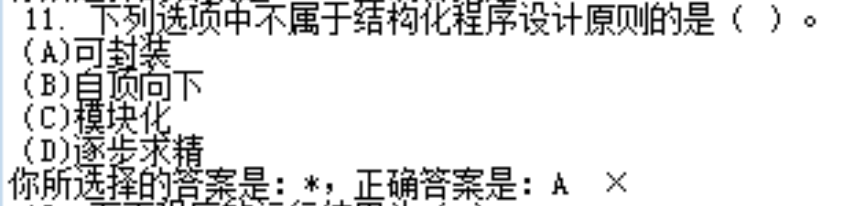 11. 下列选项中不属于结构化程序设计原则的是（ ）。
(A)可封装
(B)自顶向下
(C)模块化
(D)逐步求精
你所选择的答案是：*，正确答案是：A ×